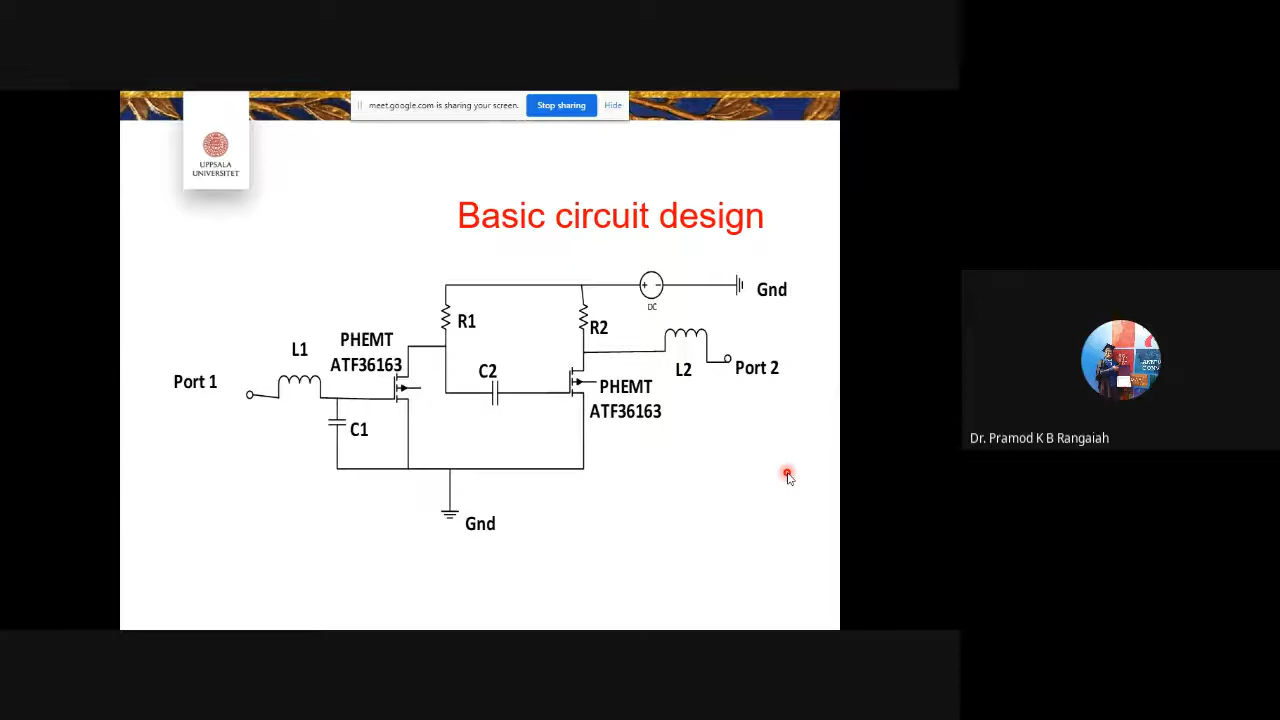 meet.google.com is sharing your screen.
Stop sharing
Hide
UPPSALA
UNIVERSITET
Basic circuit design
Gnd
DC
R1
R2
PHEMT
ATF36163
L1
C2
L2
Port 2
Port 1
PHEMT
ATF36163
C1
Gnd
Dr. Pramod K B Rangaiah